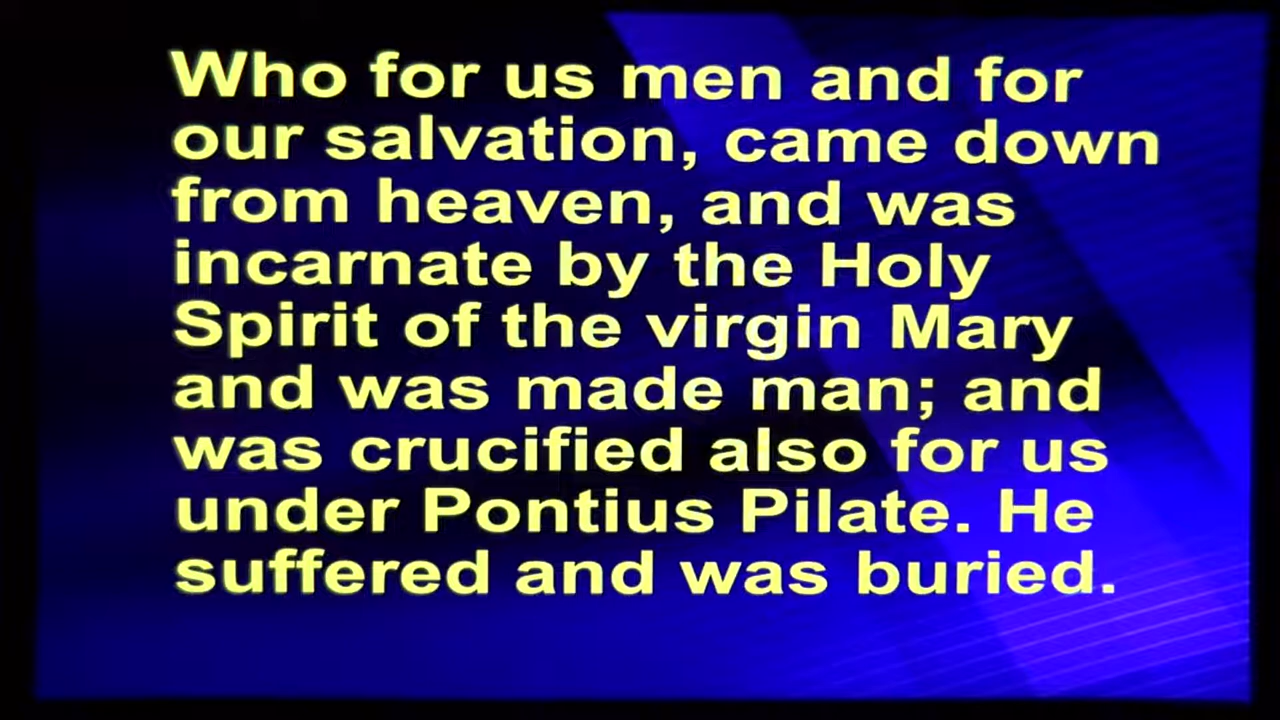 Who for us men and for
our salvation, came down
from heaven, and was
incarnate by the Holy
Spirit of the virgin Mary
and was made man; and
was crucified also for us
under Pontius Pilate. He
suffered and was buried.